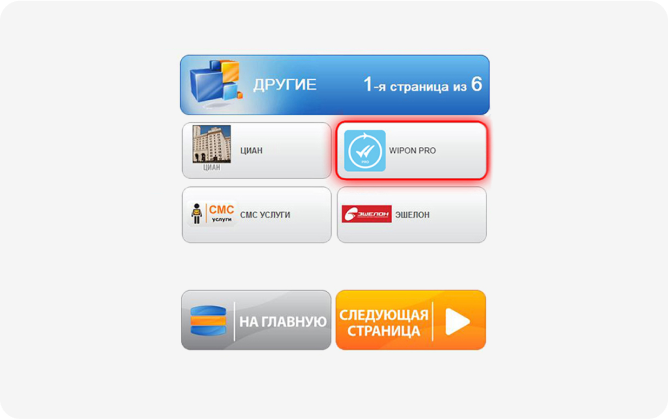 ДРУГИЕ
1-я страница из 6
ЦИАН
ЦИАН
WIPON PRO
СМС
услуги
СМС УСЛУГИ
ЭШЕЛОН
ЭШЕЛОН
НА ГЛАВНУЮ
СЛЕДУЮЩАЯ
СТРАНИЦА